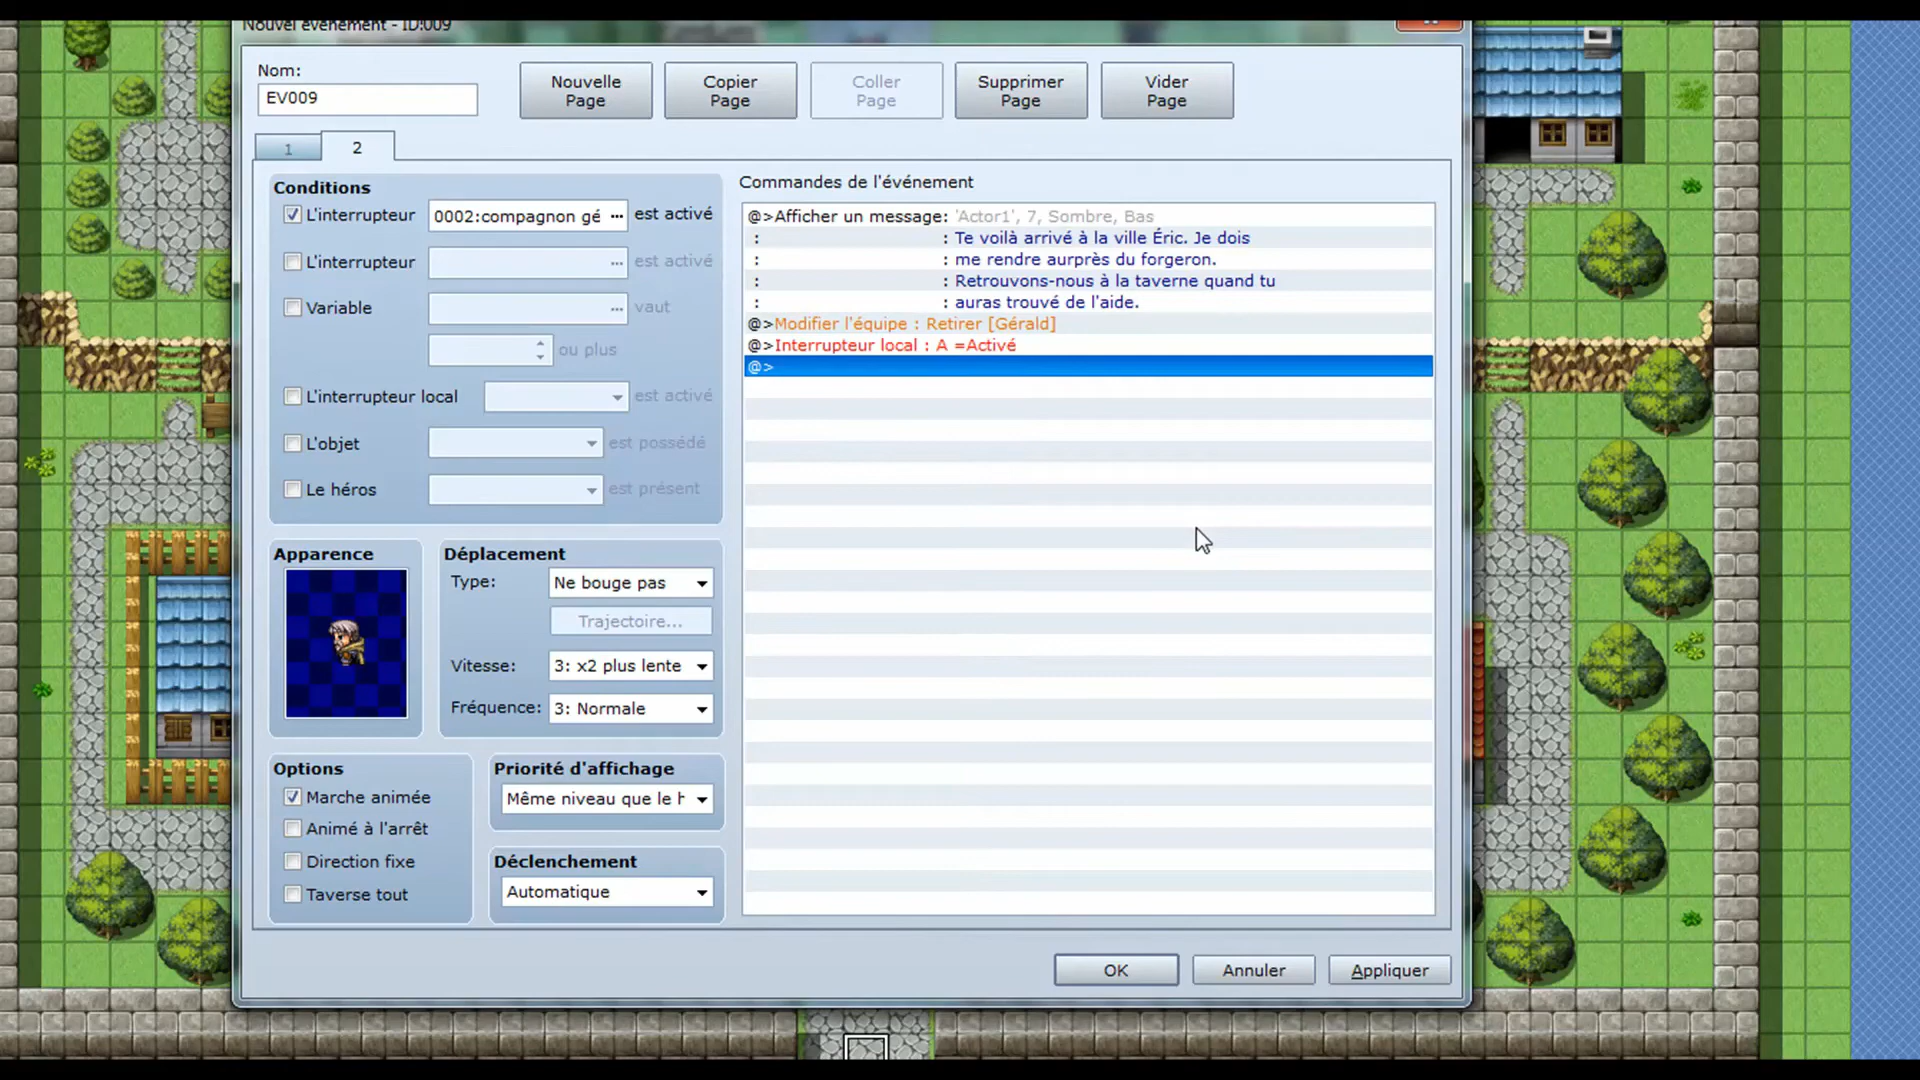 Nouvel événement - ID:009
Nom:
EV009
Nouvelle Page
Copier Page
Coller Page
Supprimer Page
Vider Page
1
2
Conditions
L'interrupteur 0002:compagnon gé ... est activé
L'interrupteur ... est activé
Variable ... vaut
ou plus
L'interrupteur local est activé
L'objet est possédé
Le héros est présent
Apparence
Déplacement
Type: Ne bouge pas
Trajectoire...
Vitesse: 3: x2 plus lente
Fréquence: 3: Normale
Options
Marche animée
Animé à l'arrêt
Direction fixe
Taverse tout
Priorité d'affichage
Même niveau que le h
Déclenchement
Automatique
Commandes de l'événement
@>Afficher un message: 'Actor1', 7, Sombre, Bas
: : Te voilà arrivé à la ville Éric. Je dois
: : me rendre aurprès du forgeron.
: : Retrouvons-nous à la taverne quand tu
: : auras trouvé de l'aide.
@>Modifier l'équipe : Retirer [Gérald]
@>Interrupteur local : A =Activé
@>
OK
Annuler
Appliquer